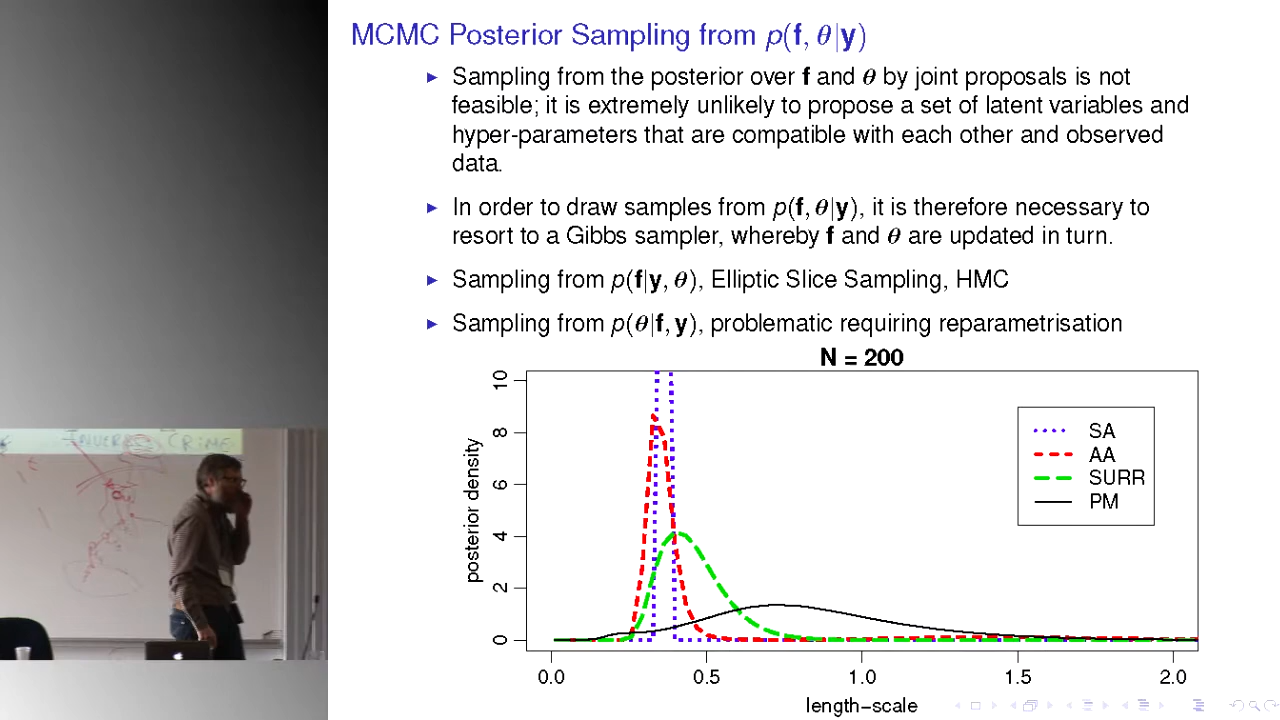 MCMC Posterior Sampling from p(f, θ|y)
▶ Sampling from the posterior over f and θ by joint proposals is not
feasible; it is extremely unlikely to propose a set of latent variables and
hyper-parameters that are compatible with each other and observed
data.
▶ In order to draw samples from p(f, θ|y), it is therefore necessary to
resort to a Gibbs sampler, whereby f and θ are updated in turn.
▶ Sampling from p(f|y, θ), Elliptic Slice Sampling, HMC
▶ Sampling from p(θ|f, y), problematic requiring reparametrisation
N = 200
posterior density
10
8
6
4
2
0
SA
AA
SURR
PM
0.0 0.5 1.0 1.5 2.0
length−scale
INVERSE CRIME